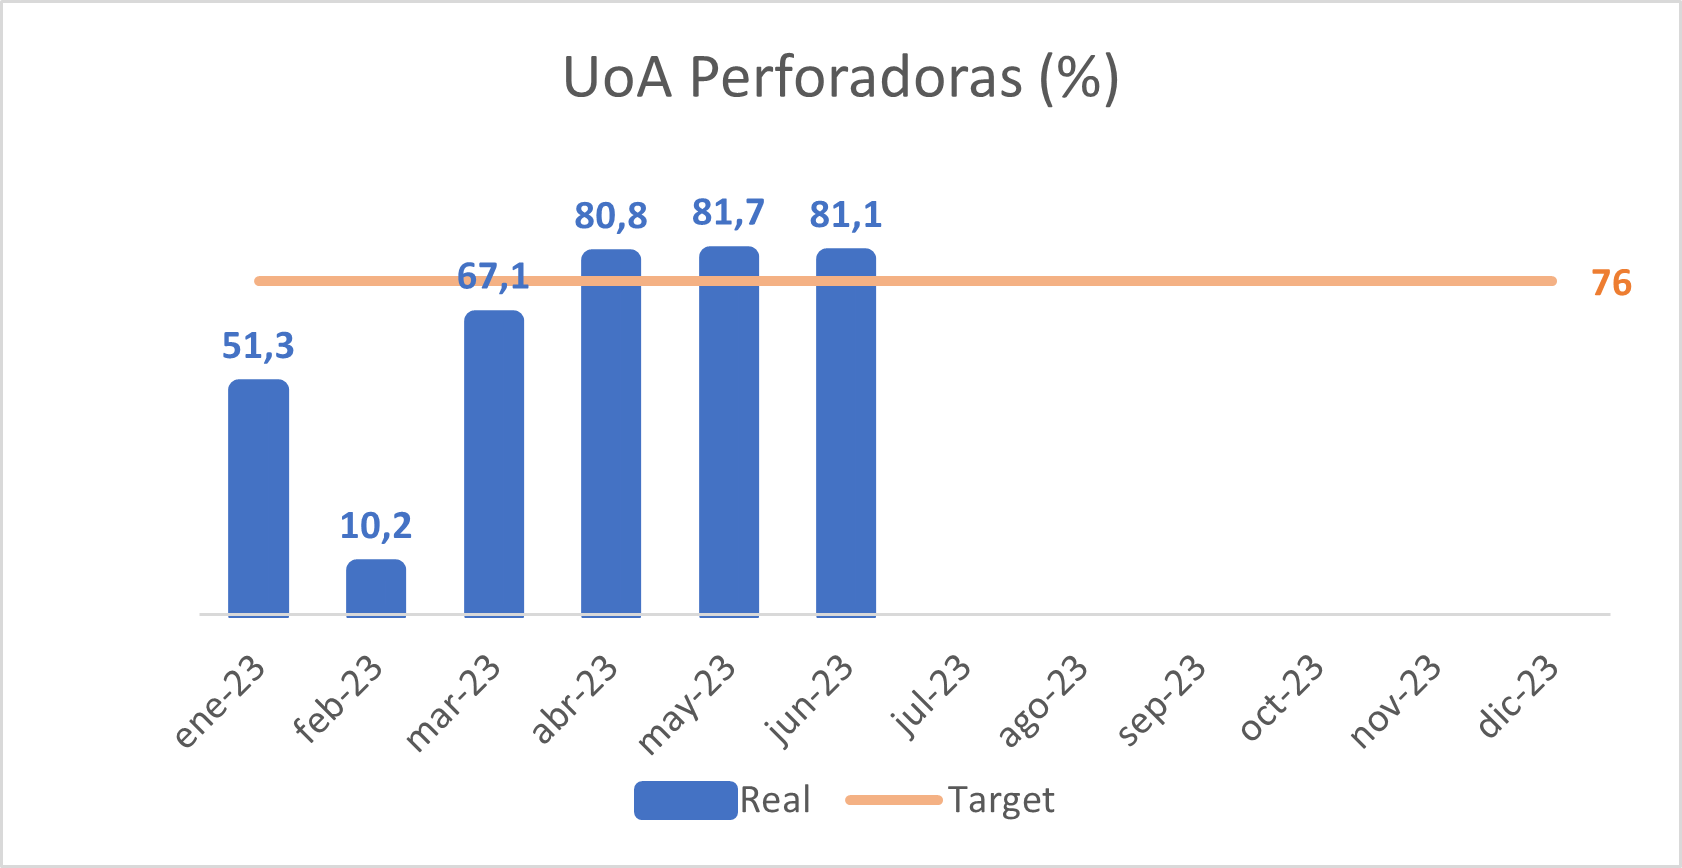 UoA Perforadoras (%)
80,8
81,7
81,1
67,1
76
51,3
10,2
ene-23
feb-23
mar-23
abr-23
may-23
jun-23
jul-23
ago-23
sep-23
oct-23
nov-23
dic-23
Real
Target